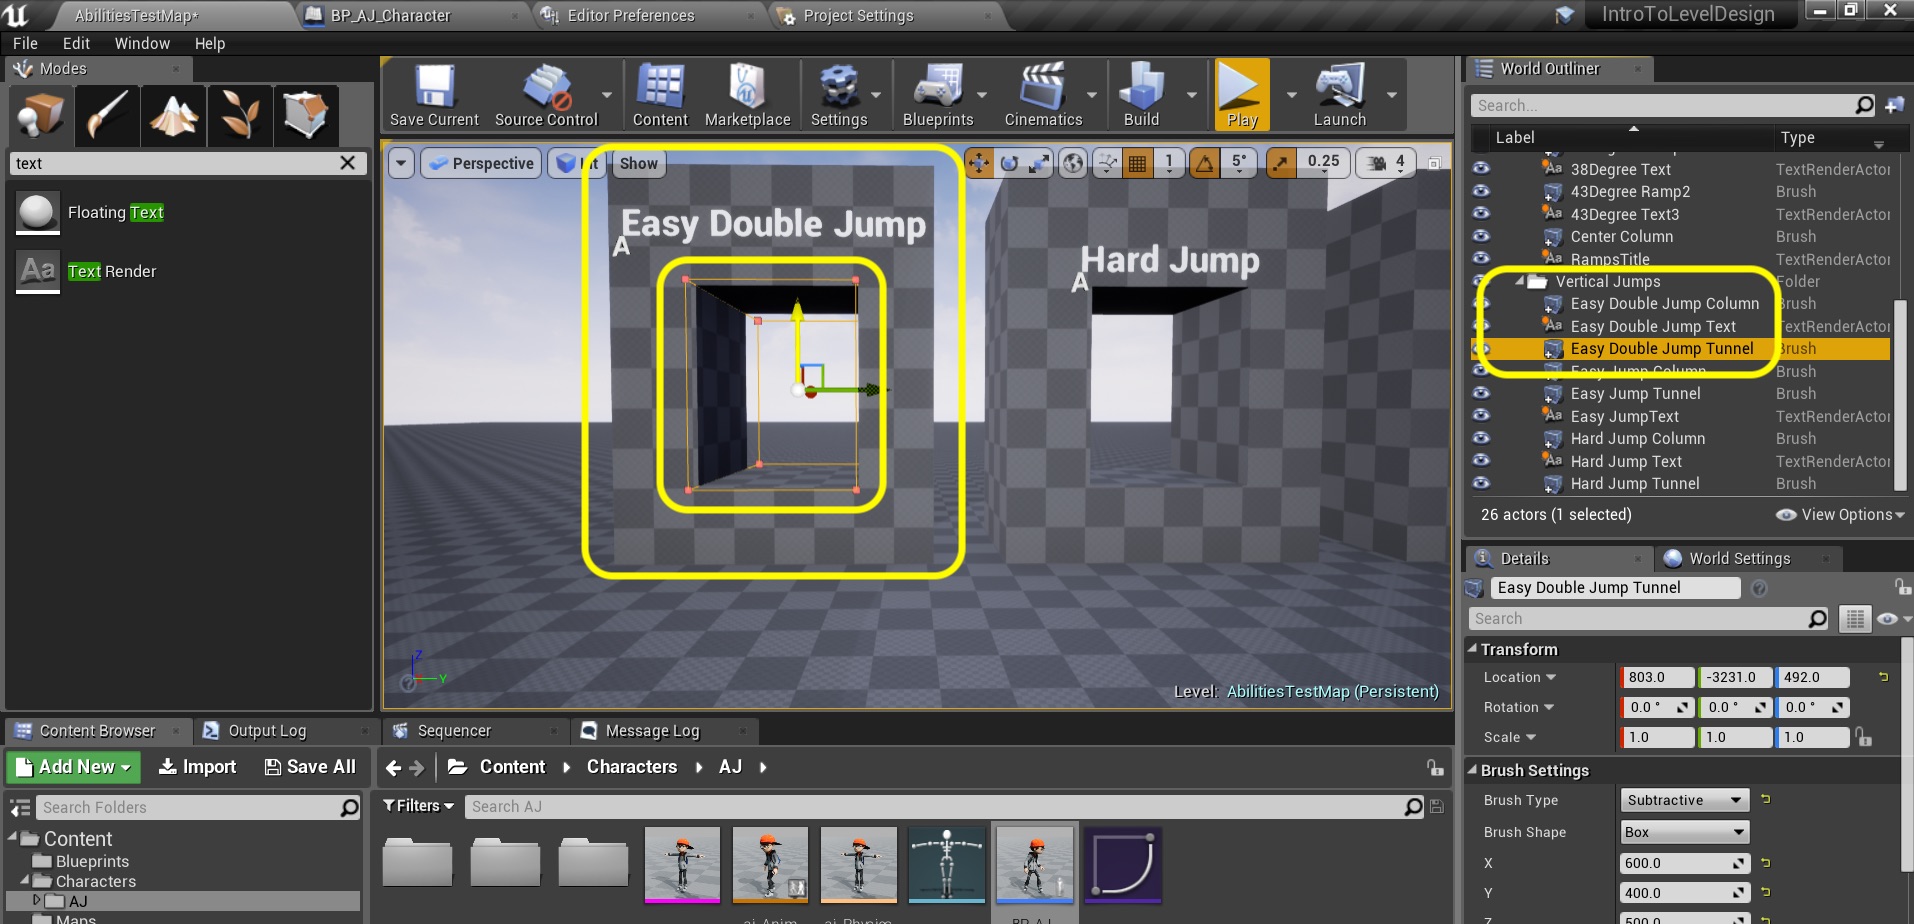 AbilitiesTestMap*
BP_AJ_Character
Editor Preferences
Project Settings
IntroToLevelDesign
File Edit Window Help
Modes
text
Floating Text
Aa Text Render
Save Current
Source Control
Content
Marketplace
Settings
Blueprints
Cinematics
Build
Play
Launch
Perspective
Show
1
5°
0.25
4
Easy Double Jump
A
Hard Jump
A
Z
Y
Level: AbilitiesTestMap (Persistent)
World Outliner
Search...
Label Type
38Degree Text TextRenderActor
43Degree Ramp2 Brush
43Degree Text3 TextRenderActor
Center Column Brush
RampsTitle TextRenderActor
Vertical Jumps Folder
Easy Double Jump Column Brush
Easy Double Jump Text TextRenderActor
Easy Double Jump Tunnel Brush
Easy Jump Column Brush
Easy Jump Tunnel Brush
Easy JumpText TextRenderActor
Hard Jump Column Brush
Hard Jump Text TextRenderActor
Hard Jump Tunnel Brush
26 actors (1 selected)
View Options
Details
World Settings
Easy Double Jump Tunnel
Search
Transform
Location 803.0 -3231.0 492.0
Rotation 0.0 ° 0.0 ° 0.0 °
Scale 1.0 1.0 1.0
Brush Settings
Brush Type Subtractive
Brush Shape Box
X 600.0
Y 400.0
Z 500.0
Content Browser
Output Log
Sequencer
Message Log
Add New
Import
Save All
Content Characters AJ
Search Folders
Filters
Search AJ
Content
Blueprints
Characters
AJ
Maps